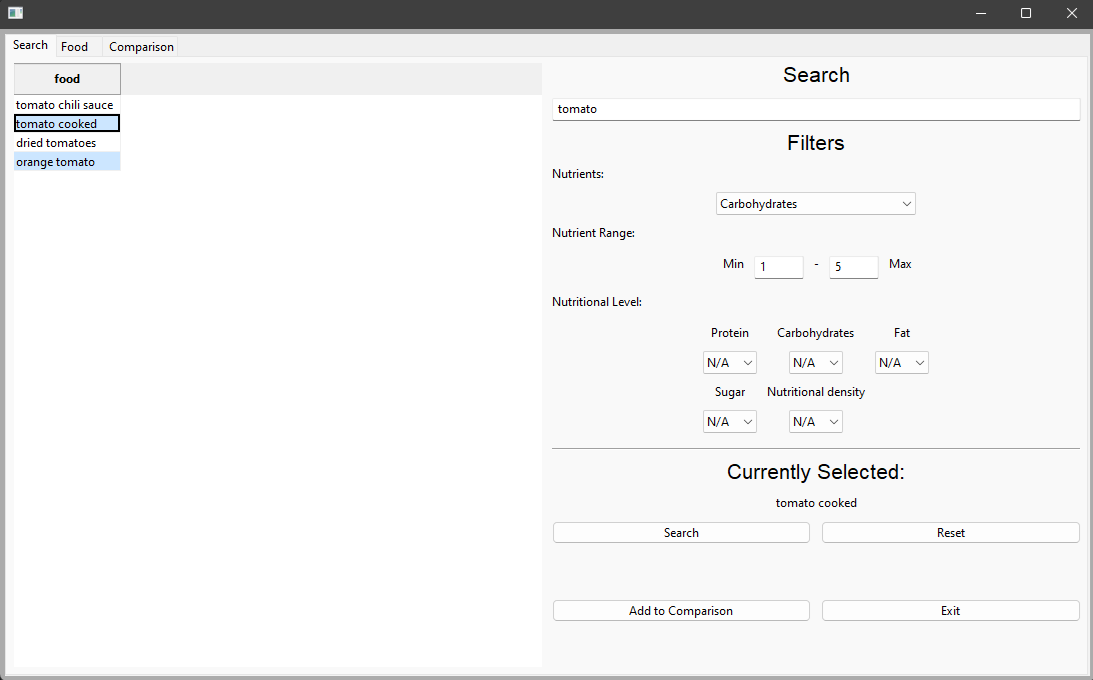 Search Food Comparison
food
tomato chili sauce
tomato cooked
dried tomatoes
orange tomato
Search
tomato
Filters
Nutrients:
Carbohydrates
Nutrient Range:
Min 1 - 5 Max
Nutritional Level:
Protein Carbohydrates Fat
N/A N/A N/A
Sugar Nutritional density
N/A N/A
Currently Selected:
tomato cooked
Search Reset
Add to Comparison Exit